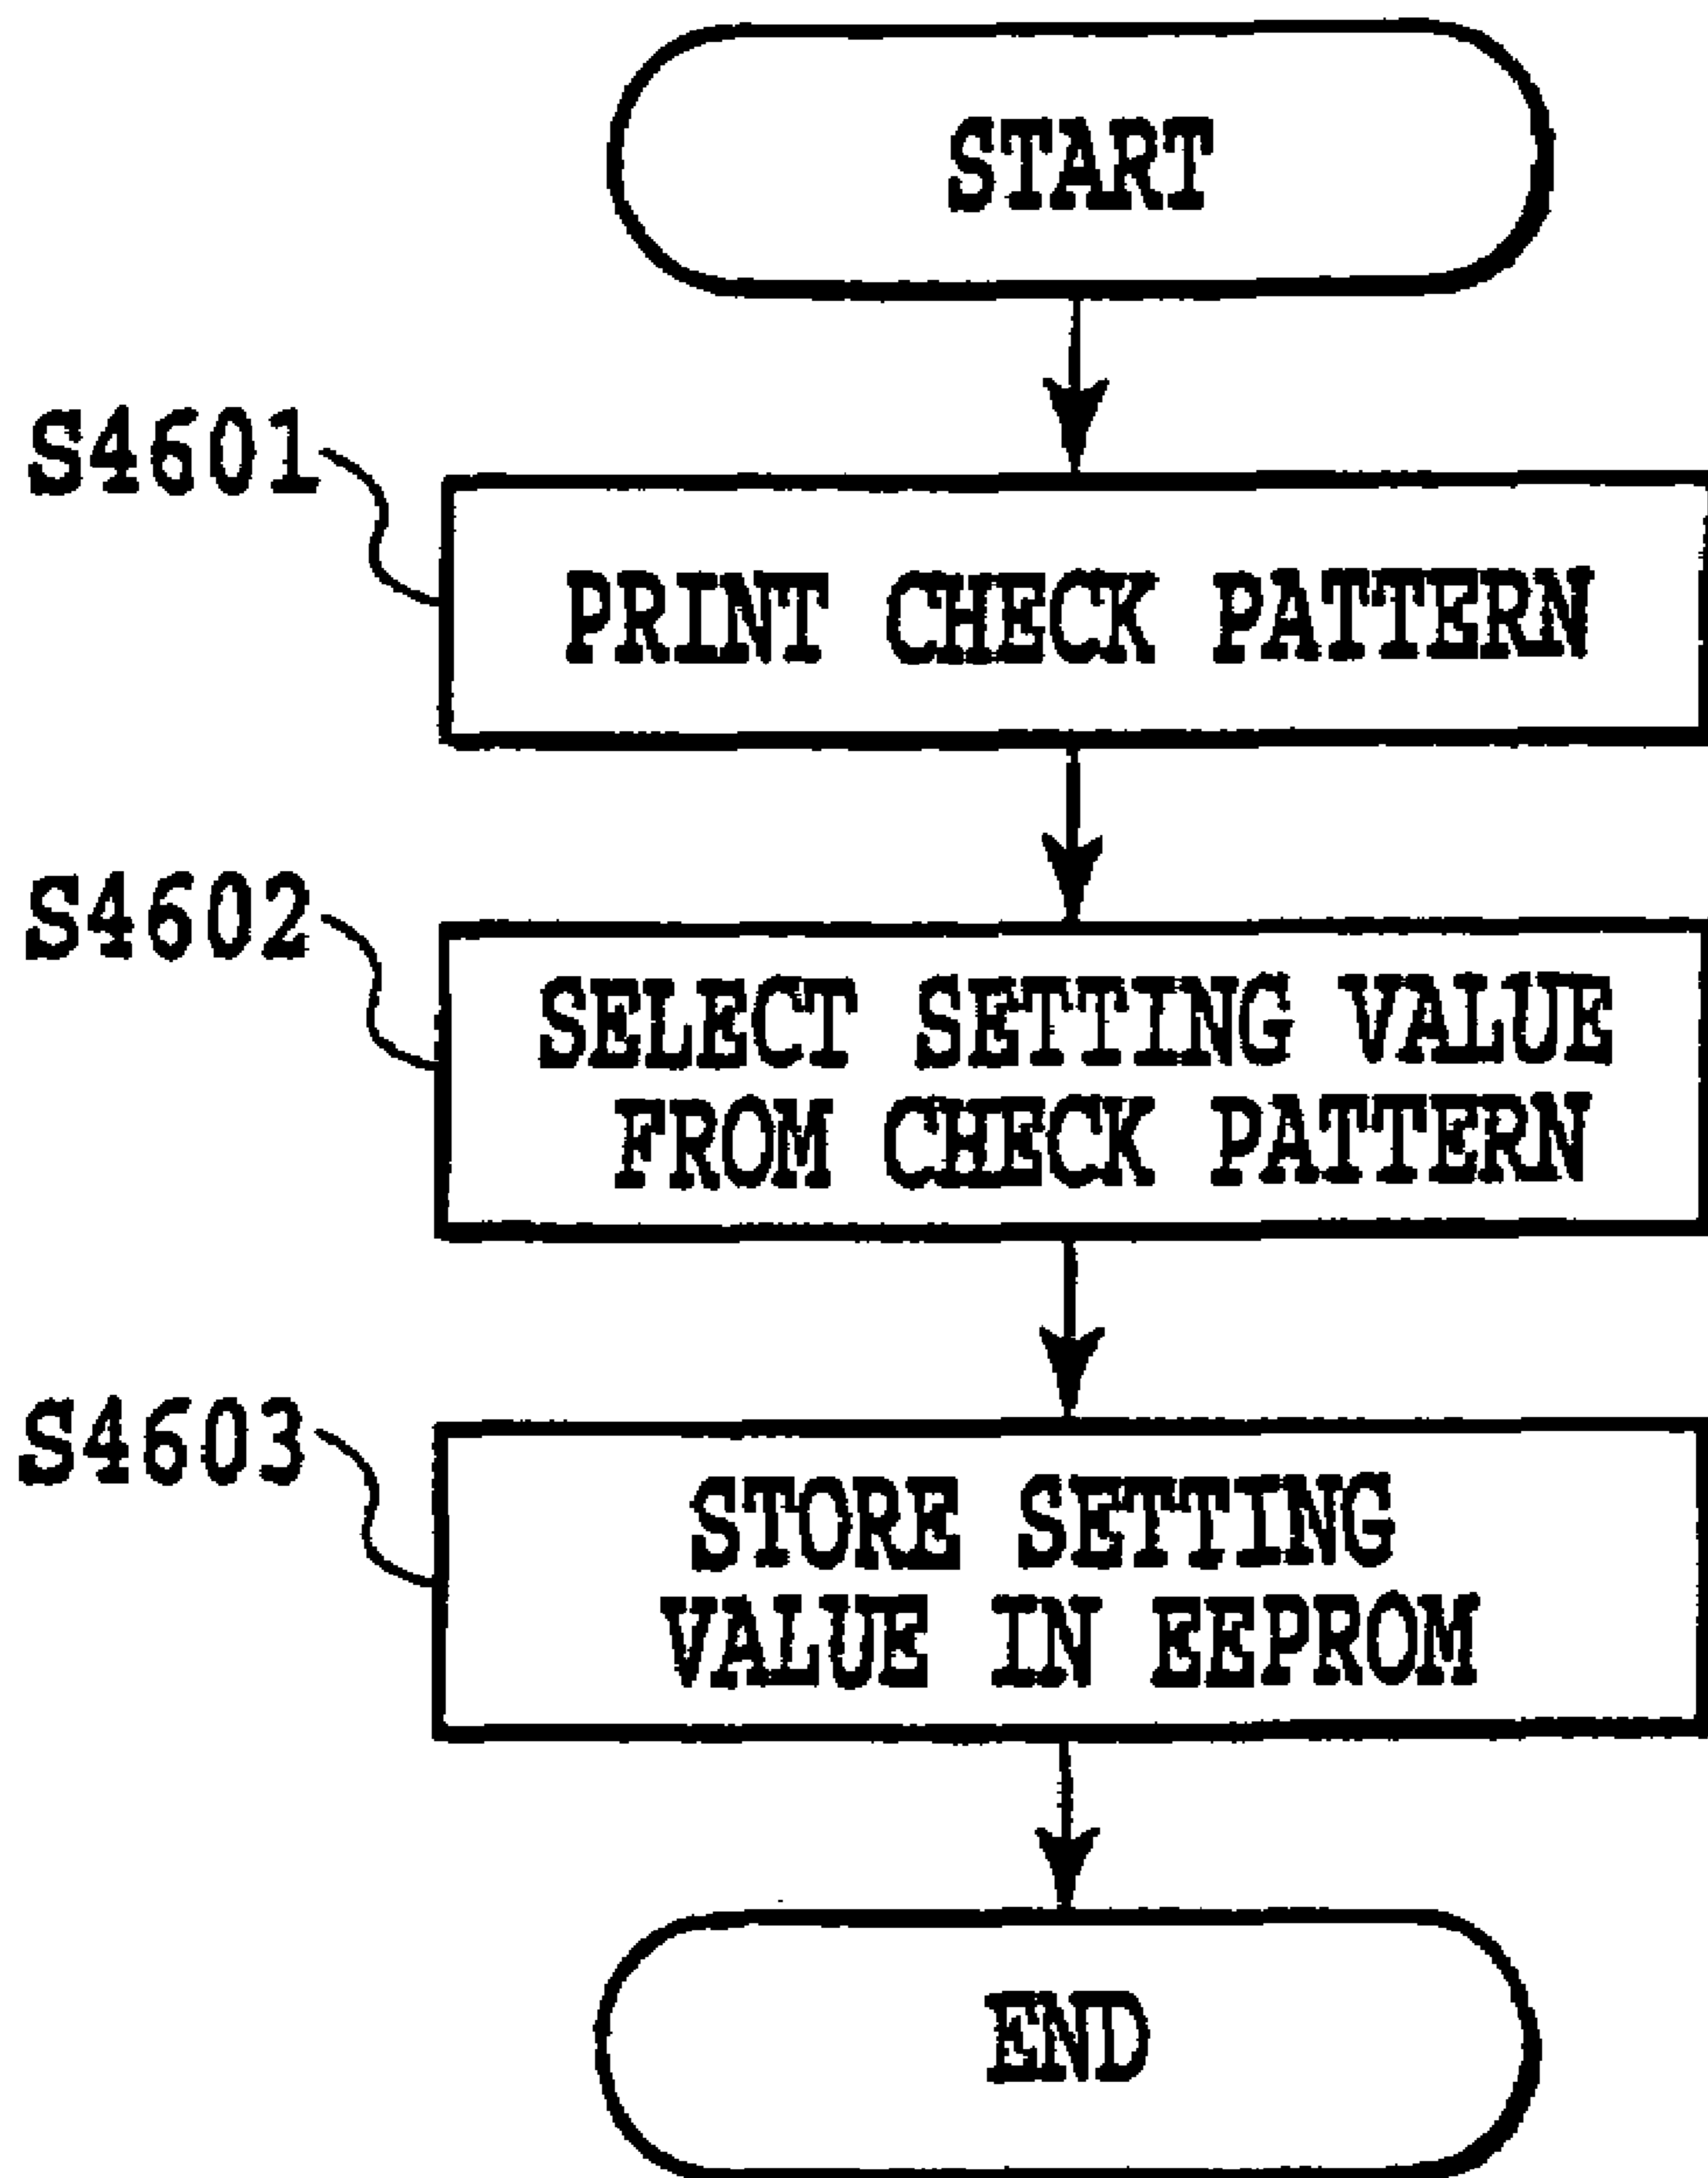 START
S4601
PRINT CHECK PATTERN
S4602
SELECT SETTING VALUE
FROM CHECK PATTERN
S4603
STORE SETTING
VALUE IN EEPROM
END